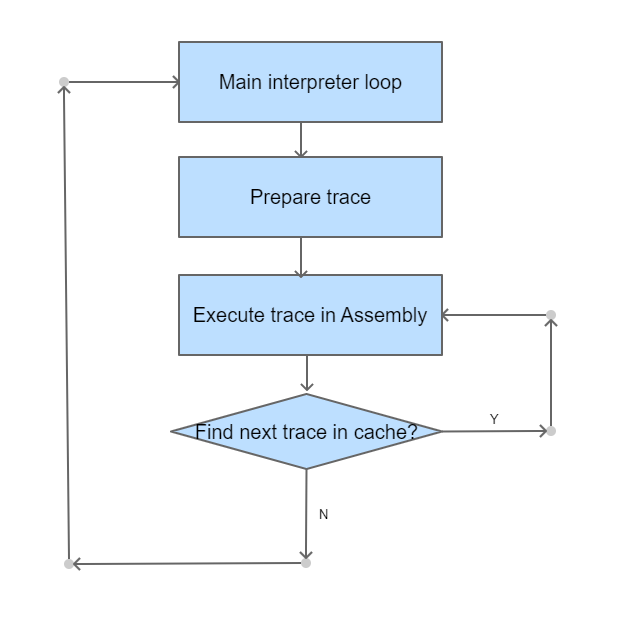 Main interpreter loop
Prepare trace
Execute trace in Assembly
Find next trace in cache?
Y
N